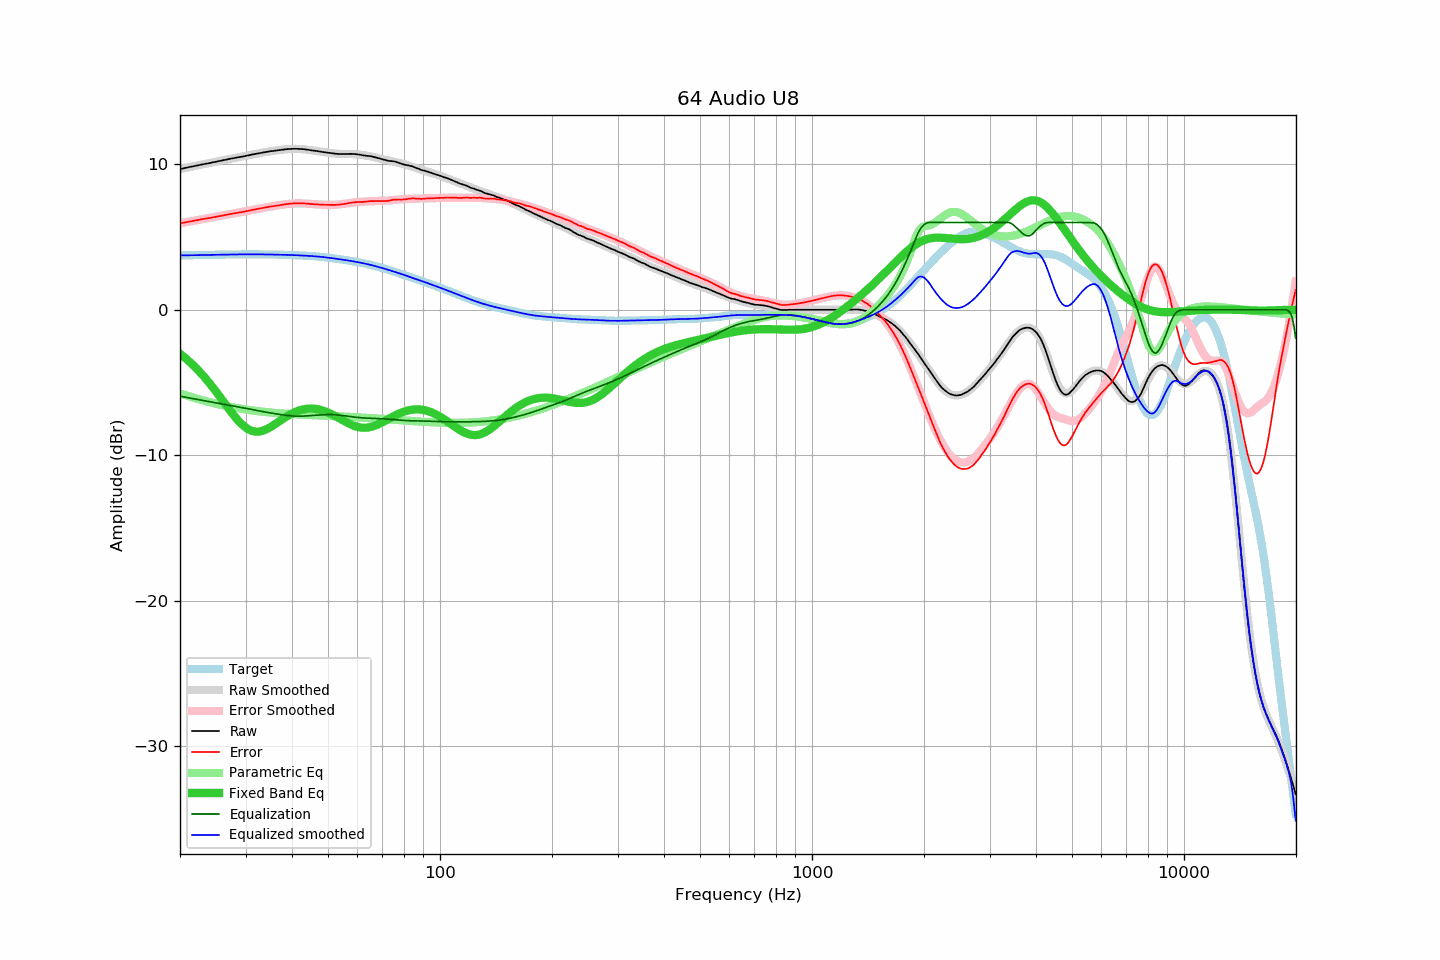 64 Audio U8
10
0
−10
−20
−30
Amplitude (dBr)
Target
Raw Smoothed
Error Smoothed
Raw
Error
Parametric Eq
Fixed Band Eq
Equalization
Equalized smoothed
100
1000
10000
Frequency (Hz)